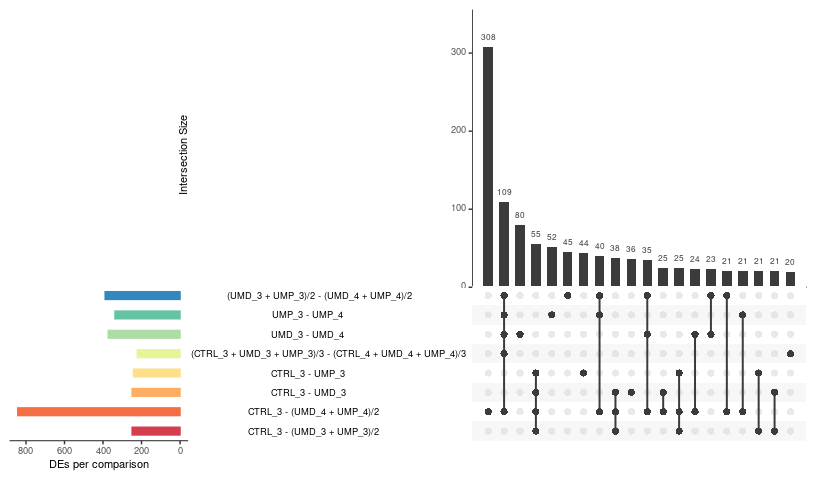 Intersection Size
300
200
100
0
308
109
80
55
52
45
44
40
38
36
35
25
25
24
23
21
21
21
21
20
(UMD_3 + UMP_3)/2 - (UMD_4 + UMP_4)/2
UMP_3 - UMP_4
UMD_3 - UMD_4
(CTRL_3 + UMD_3 + UMP_3)/3 - (CTRL_4 + UMD_4 + UMP_4)/3
CTRL_3 - UMP_3
CTRL_3 - UMD_3
CTRL_3 - (UMD_4 + UMP_4)/2
CTRL_3 - (UMD_3 + UMP_3)/2
800 600 400 200 0
DEs per comparison